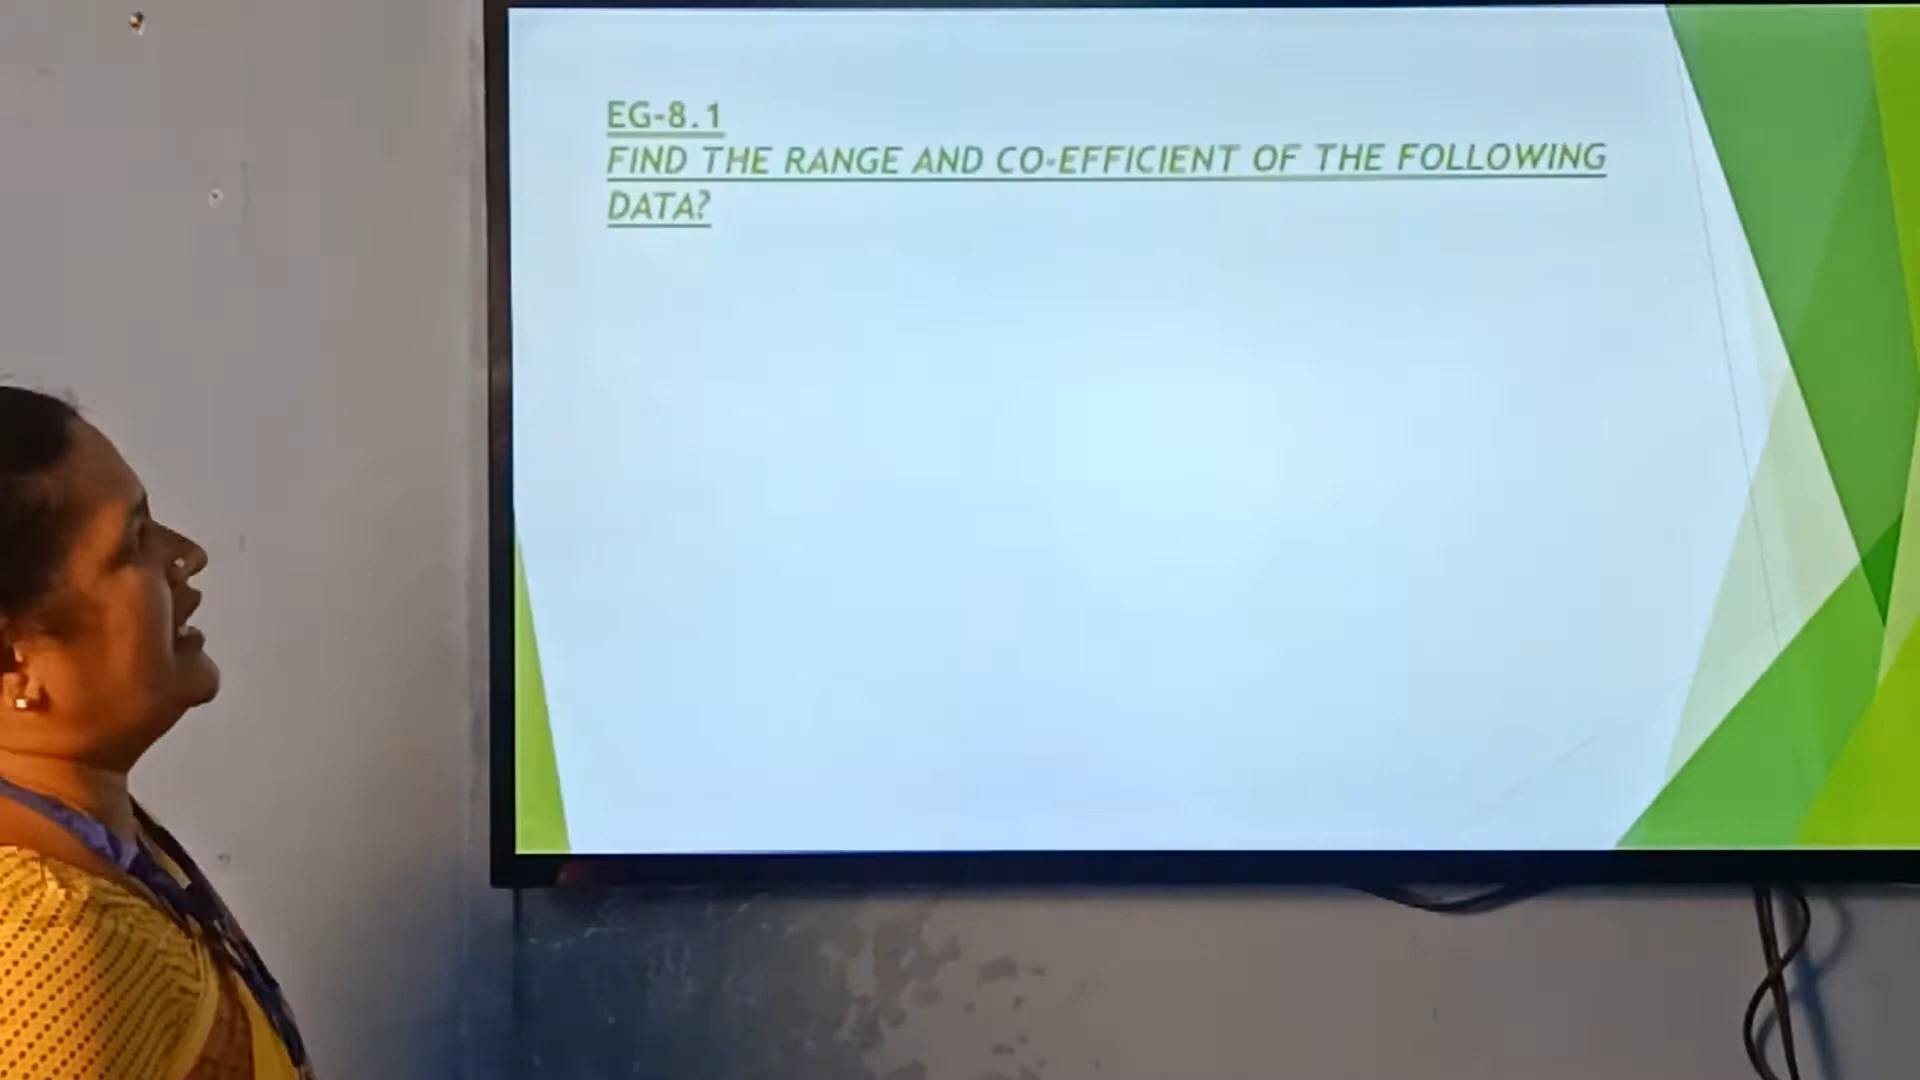 EG-8.1
FIND THE RANGE AND CO-EFFICIENT OF THE FOLLOWING
DATA?